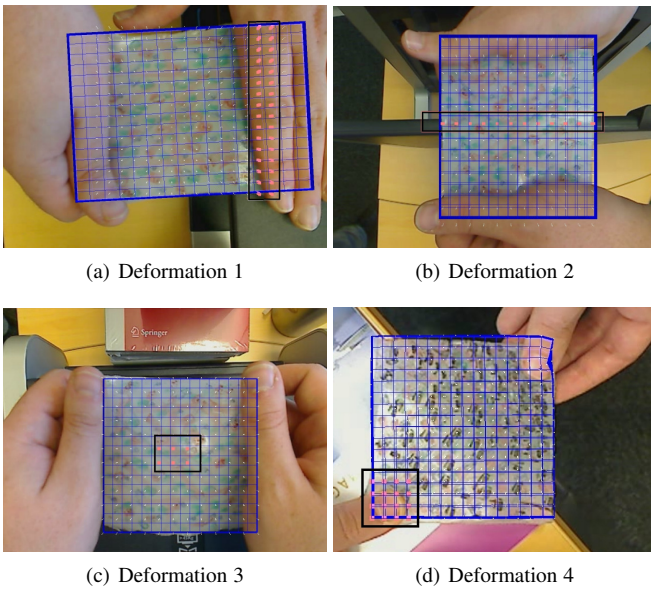 (a) Deformation 1
(b) Deformation 2
Springer
(c) Deformation 3
(d) Deformation 4